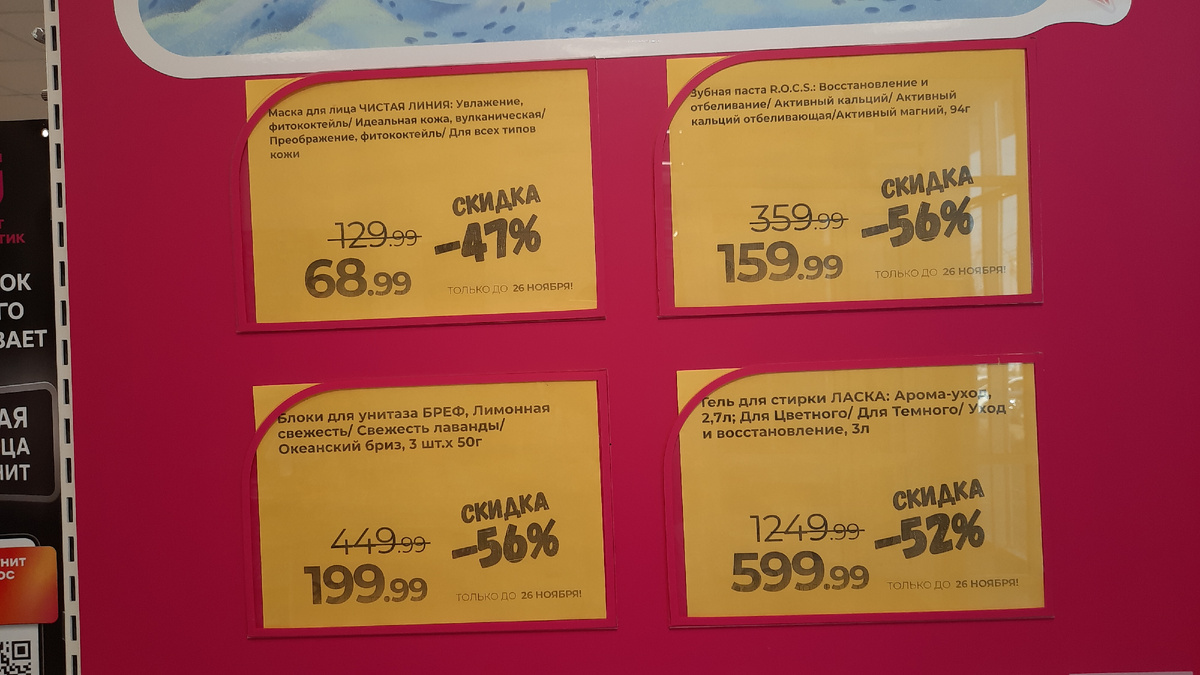 Маска для лица ЧИСТАЯ ЛИНИЯ: Увлажнение,
фитококтейль/ Идеальная кожа, вулканическая/
Преображение, фитококтейль/ Для всех типов
кожи
СКИДКА
129.99
-47%
68.99
ТОЛЬКО ДО 26 НОЯБРЯ!
Зубная паста R.O.C.S.: Восстановление и
отбеливание/ Активный кальций/ Активный
кальций отбеливающая/Активный магний, 94г
СКИДКА
359.99
-56%
159.99
ТОЛЬКО ДО 26 НОЯБРЯ!
Блоки для унитаза БРЕФ, Лимонная
свежесть/ Свежесть лаванды/
Океанский бриз, 3 шт.х 50г
СКИДКА
449.99
-56%
199.99
ТОЛЬКО ДО 26 НОЯБРЯ!
Гель для стирки ЛАСКА: Арома-уход,
2,7л; Для Цветного/ Для Темного/ Уход
и восстановление, 3л
СКИДКА
1249.99
-52%
599.99
ТОЛЬКО ДО 26 НОЯБРЯ!